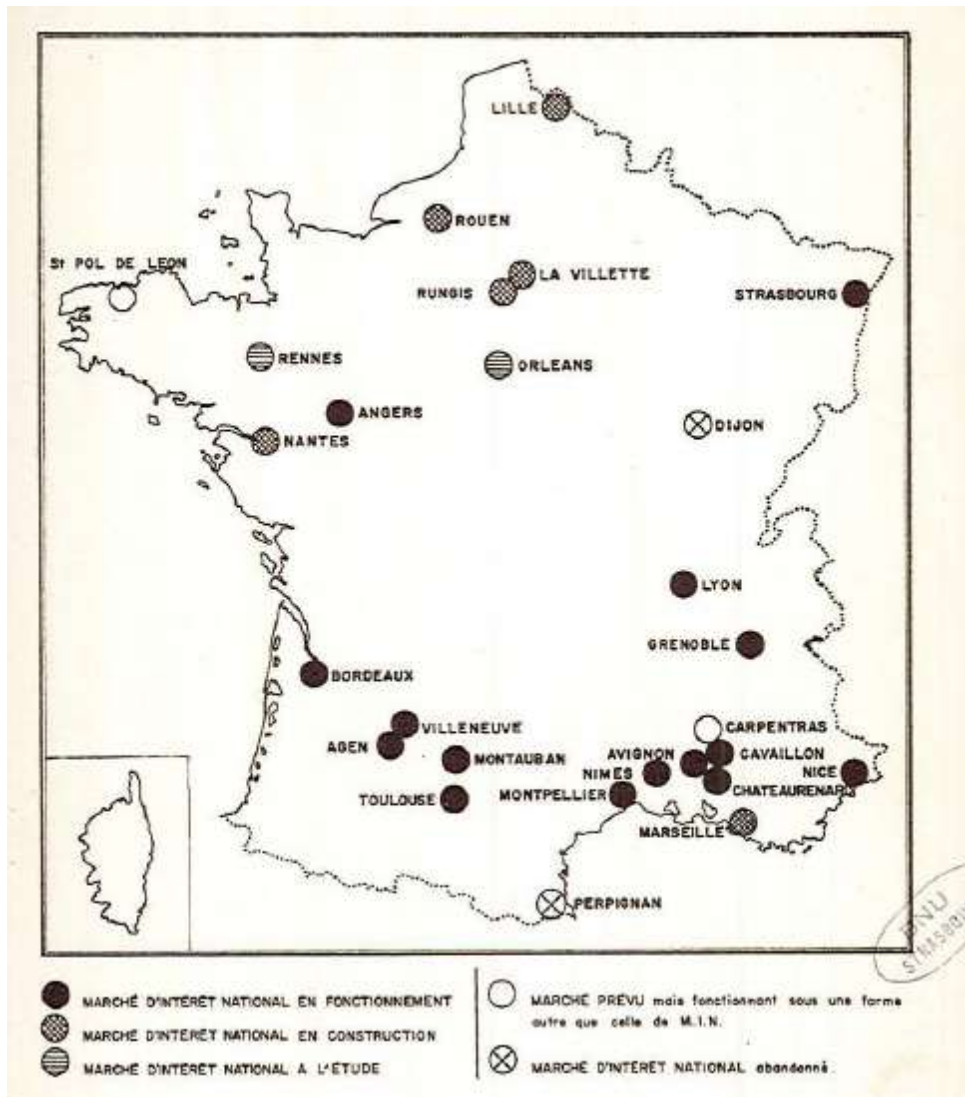 LILLE
ROUEN
St POL DE LEON
LA VILLETTE
RUNGIS
STRASBOURG
RENNES
ORLEANS
ANGERS
NANTES
DIJON
LYON
GRENOBLE
BORDEAUX
VILLENEUVE
CARPENTRAS
AGEN
MONTAUBAN
AVIGNON
CAVAILLON
NIMES
NICE
TOULOUSE
MONTPELLIER
CHATEAURENARD
MARSEILLE
PERPIGNAN
BNU
STRASBOURG
MARCHÉ D'INTÉRÊT NATIONAL EN FONCTIONNEMENT
MARCHÉ D'INTÉRÊT NATIONAL EN CONSTRUCTION
MARCHÉ D'INTÉRÊT NATIONAL A L'ÉTUDE
MARCHÉ PRÉVU mais fonctionnant sous une forme
autre que celle de M.I.N.
MARCHÉ D'INTÉRÊT NATIONAL abandonné.